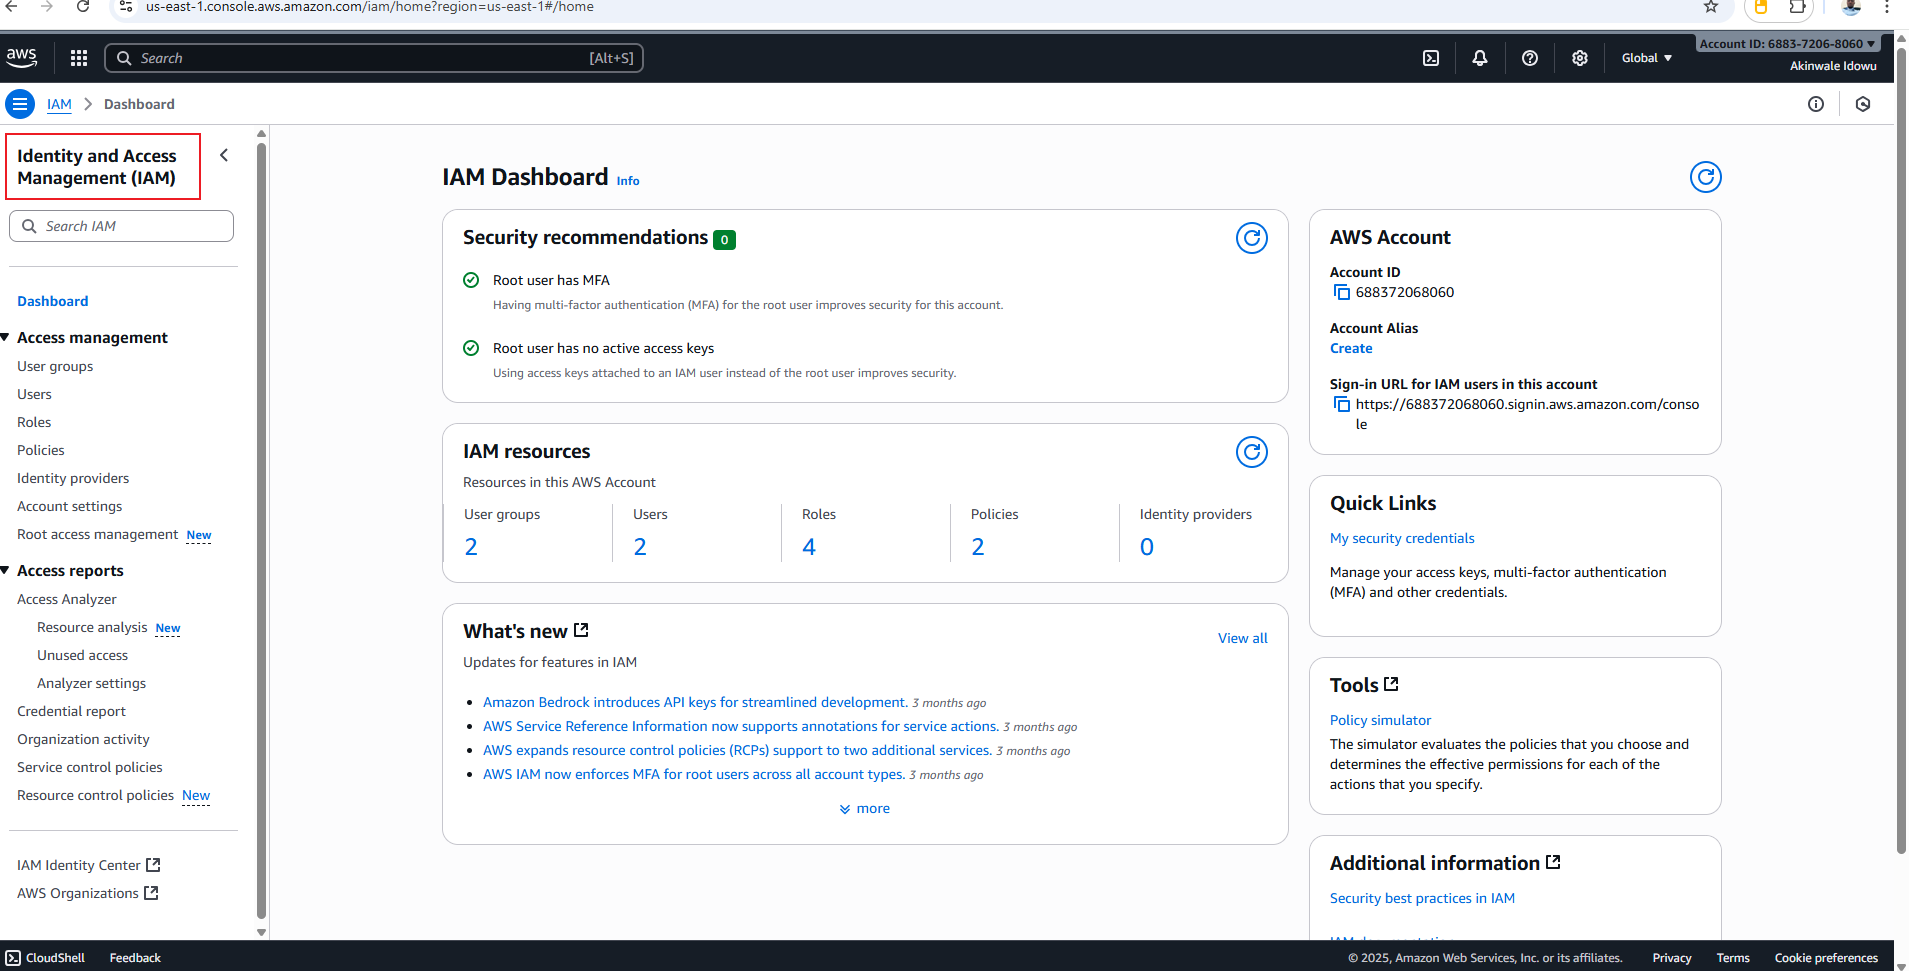 us-east-1.console.aws.amazon.com/iam/home?region=us-east-1#/home
aws
Search
[Alt+S]
Global
Account ID: 6883-7206-8060
Akinwale Idowu
IAM
Dashboard
Identity and Access
Management (IAM)
Search IAM
Dashboard
Access management
User groups
Users
Roles
Policies
Identity providers
Account settings
Root access management New
Access reports
Access Analyzer
Resource analysis New
Unused access
Analyzer settings
Credential report
Organization activity
Service control policies
Resource control policies New
IAM Identity Center
AWS Organizations
IAM Dashboard Info
Security recommendations 0
Root user has MFA
Having multi-factor authentication (MFA) for the root user improves security for this account.
Root user has no active access keys
Using access keys attached to an IAM user instead of the root user improves security.
IAM resources
Resources in this AWS Account
User groups
2
Users
2
Roles
4
Policies
2
Identity providers
0
What's new
View all
Updates for features in IAM
Amazon Bedrock introduces API keys for streamlined development. 3 months ago
AWS Service Reference Information now supports annotations for service actions. 3 months ago
AWS expands resource control policies (RCPs) support to two additional services. 3 months ago
AWS IAM now enforces MFA for root users across all account types. 3 months ago
more
AWS Account
Account ID
688372068060
Account Alias
Create
Sign-in URL for IAM users in this account
https://688372068060.signin.aws.amazon.com/conso
le
Quick Links
My security credentials
Manage your access keys, multi-factor authentication
(MFA) and other credentials.
Tools
Policy simulator
The simulator evaluates the policies that you choose and
determines the effective permissions for each of the
actions that you specify.
Additional information
Security best practices in IAM
IAM documentation
CloudShell
Feedback
© 2025, Amazon Web Services, Inc. or its affiliates.
Privacy
Terms
Cookie preferences